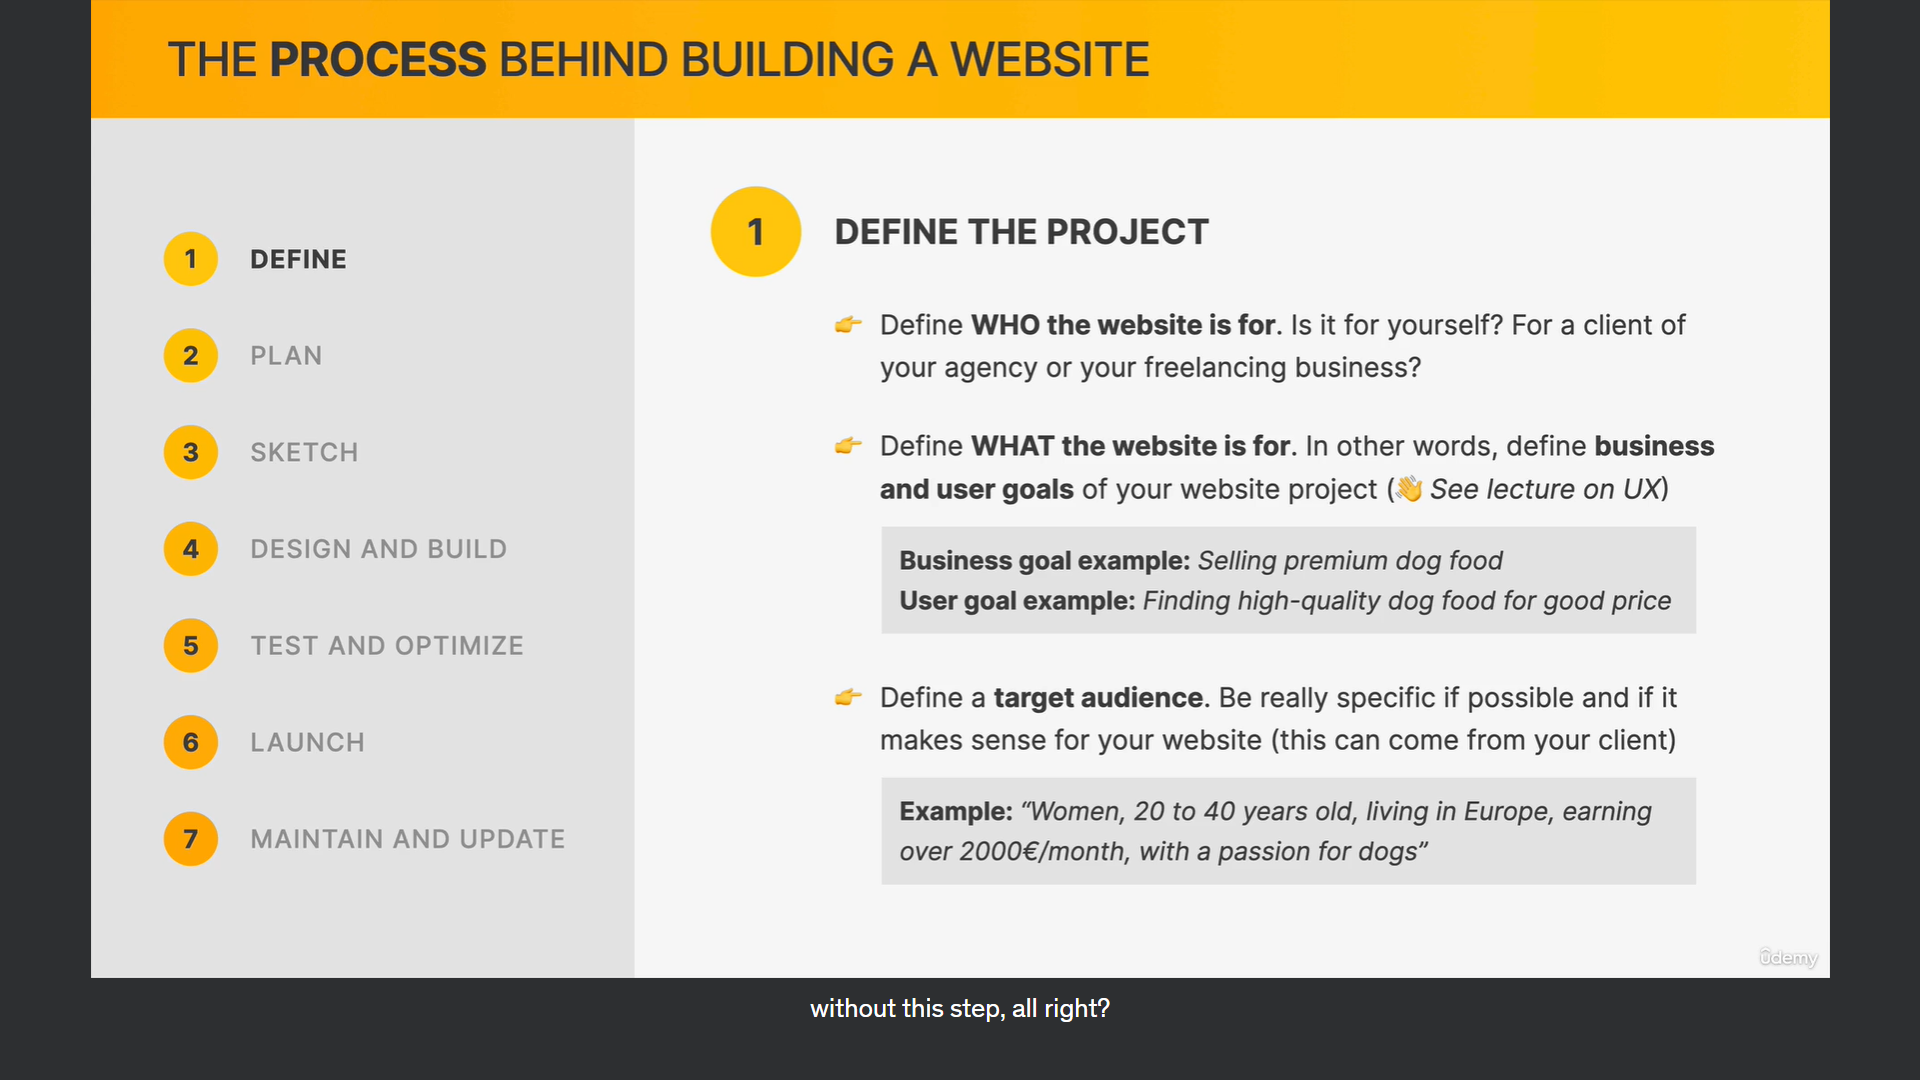 THE PROCESS BEHIND BUILDING A WEBSITE
1 DEFINE
2 PLAN
3 SKETCH
4 DESIGN AND BUILD
5 TEST AND OPTIMIZE
6 LAUNCH
7 MAINTAIN AND UPDATE
1 DEFINE THE PROJECT
👉 Define WHO the website is for. Is it for yourself? For a client of
your agency or your freelancing business?
👉 Define WHAT the website is for. In other words, define business
and user goals of your website project (👋 See lecture on UX)
Business goal example: Selling premium dog food
User goal example: Finding high-quality dog food for good price
👉 Define a target audience. Be really specific if possible and if it
makes sense for your website (this can come from your client)
Example: “Women, 20 to 40 years old, living in Europe, earning
over 2000€/month, with a passion for dogs”
ûdemy
without this step, all right?